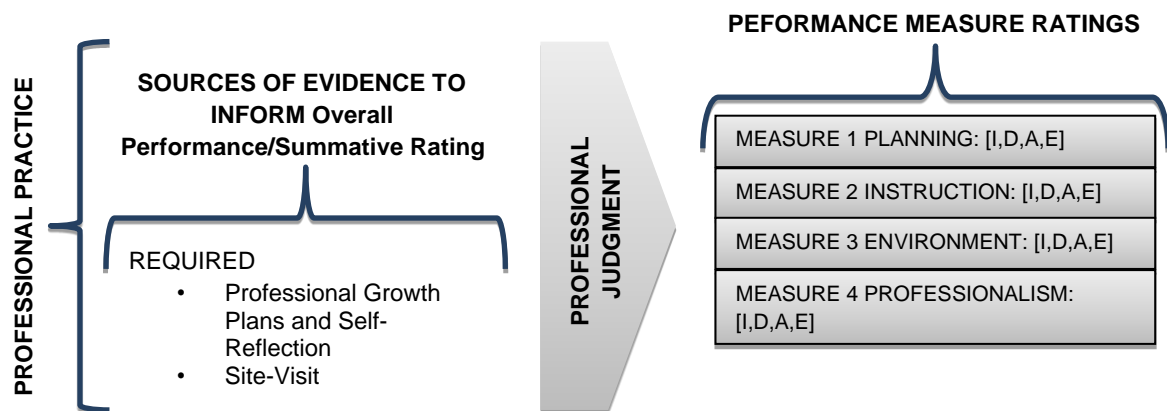 PROFESSIONAL PRACTICE
SOURCES OF EVIDENCE TO
INFORM Overall
Performance/Summative Rating
REQUIRED
• Professional Growth
Plans and Self-
Reflection
• Site-Visit
PROFESSIONAL
JUDGMENT
PEFORMANCE MEASURE RATINGS
MEASURE 1 PLANNING: [I,D,A,E]
MEASURE 2 INSTRUCTION: [I,D,A,E]
MEASURE 3 ENVIRONMENT: [I,D,A,E]
MEASURE 4 PROFESSIONALISM:
[I,D,A,E]